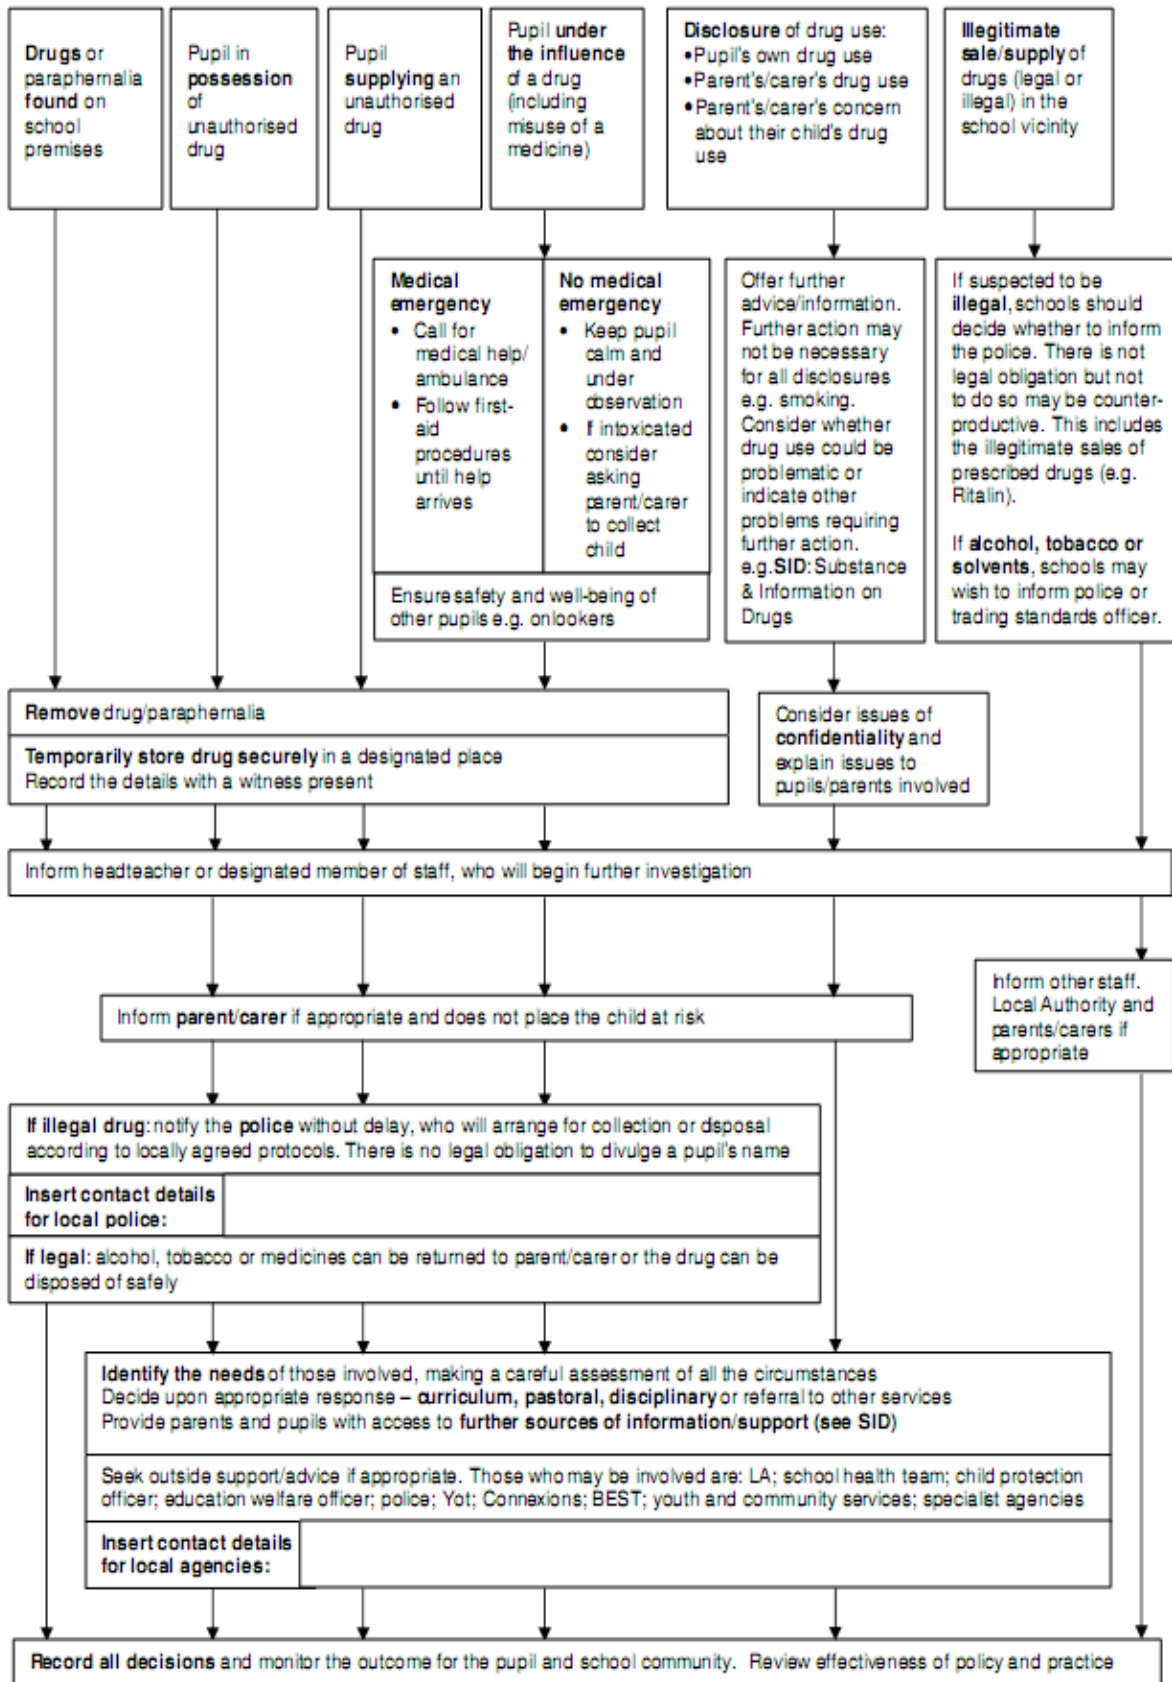 Drugs or
paraphernalia
found on
school
premises
Pupil in
possession of
unauthorised
drug
Pupil
supplying an
unauthorised
drug
Pupil under
the influence
of a drug
(including
misuse of a
medicine)
Disclosure of drug use:
•Pupil's own drug use
•Parent's/carer's drug use
•Parent's/carer's concern
about their child's drug
use
Illegitimate
sale/supply of
drugs (legal or
illegal) in the
school vicinity
Medical
emergency
• Call for
medical help/
ambulance
• Follow first-
aid
procedures
until help
arrives
No medical
emergency
• Keep pupil
calm and
under
observation
• If intoxicated
consider
asking
parent/carer
to collect
child
Ensure safety and well-being of
other pupils e.g. onlookers
Offer further
advice/information.
Further action may
not be necessary
for all disclosures
e.g. smoking.
Consider whether
drug use could be
problematic or
indicate other
problems requiring
further action.
e.g.SID: Substance
& Information on
Drugs
If suspected to be
illegal, schools should
decide whether to inform
the police. There is not
legal obligation but not
to do so may be counter-
productive. This includes
the illegitimate sales of
prescribed drugs (e.g.
Ritalin).
If alcohol, tobacco or
solvents, schools may
wish to inform police or
trading standards officer.
Remove drug/paraphernalia
Temporarily store drug securely in a designated place
Record the details with a witness present
Consider issues of
confidentiality and
explain issues to
pupils/parents involved
Inform headteacher or designated member of staff, who will begin further investigation
Inform parent/carer if appropriate and does not place the child at risk
Inform other staff.
Local Authority and
parents/carers if
appropriate
If illegal drug: notify the police without delay, who will arrange for collection or disposal
according to locally agreed protocols. There is no legal obligation to divulge a pupil's name
Insert contact details
for local police:
If legal: alcohol, tobacco or medicines can be returned to parent/carer or the drug can be
disposed of safely
Identify the needs of those involved, making a careful assessment of all the circumstances
Decide upon appropriate response – curriculum, pastoral, disciplinary or referral to other services
Provide parents and pupils with access to further sources of information/support (see SID)
Seek outside support/advice if appropriate. Those who may be involved are: LA; school health team; child protection
officer; education welfare officer; police; Yot; Connexions; BEST; youth and community services; specialist agencies
Insert contact details
for local agencies:
Record all decisions and monitor the outcome for the pupil and school community. Review effectiveness of policy and practice